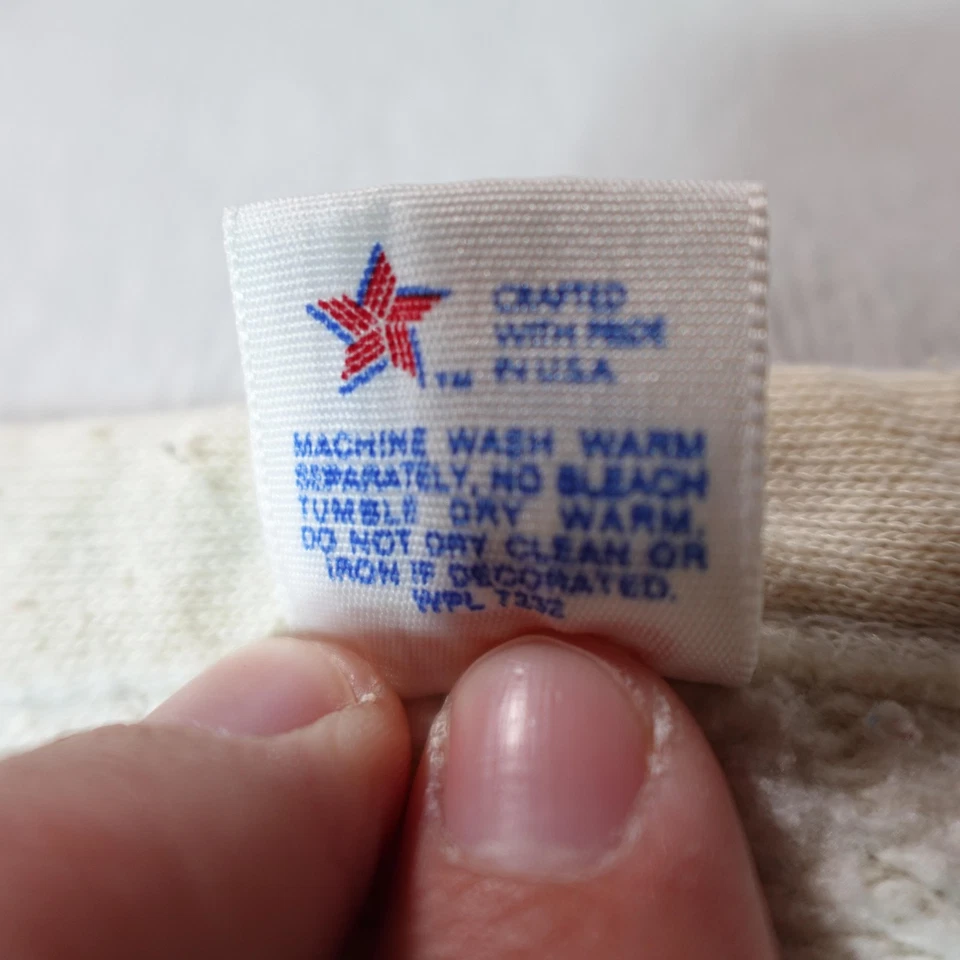 CRAFTED
WITH PRIDE
IN U.S.A.
TM
MACHINE WASH WARM
SEPARATELY, NO BLEACH
TUMBLE DRY WARM.
DO NOT DRY CLEAN OR
IRON IF DECORATED.
WPL 7232